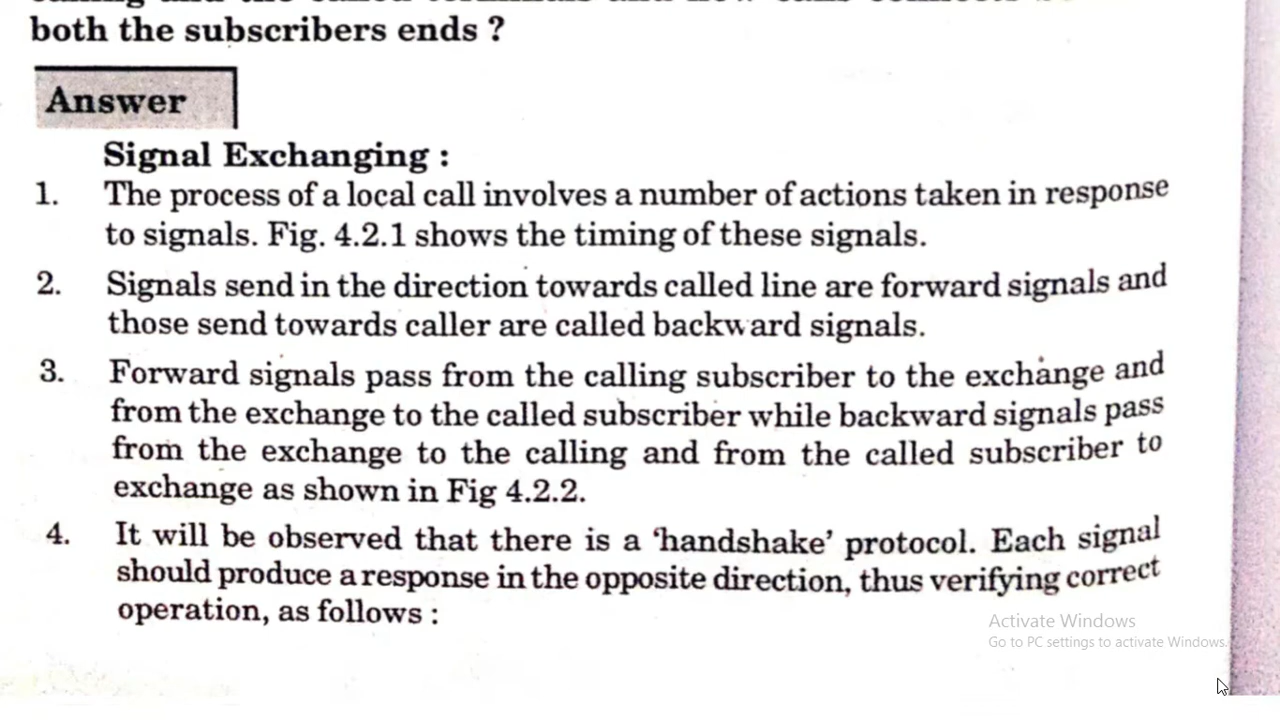 both the subscribers ends ?
Answer
Signal Exchanging :
1. The process of a local call involves a number of actions taken in response
to signals. Fig. 4.2.1 shows the timing of these signals.
2. Signals send in the direction towards called line are forward signals and
those send towards caller are called backward signals.
3. Forward signals pass from the calling subscriber to the exchange and
from the exchange to the called subscriber while backward signals pass
from the exchange to the calling and from the called subscriber to
exchange as shown in Fig 4.2.2.
4. It will be observed that there is a ‘handshake’ protocol. Each signal
should produce a response in the opposite direction, thus verifying correct
operation, as follows :
Activate Windows
Go to PC settings to activate Windows.